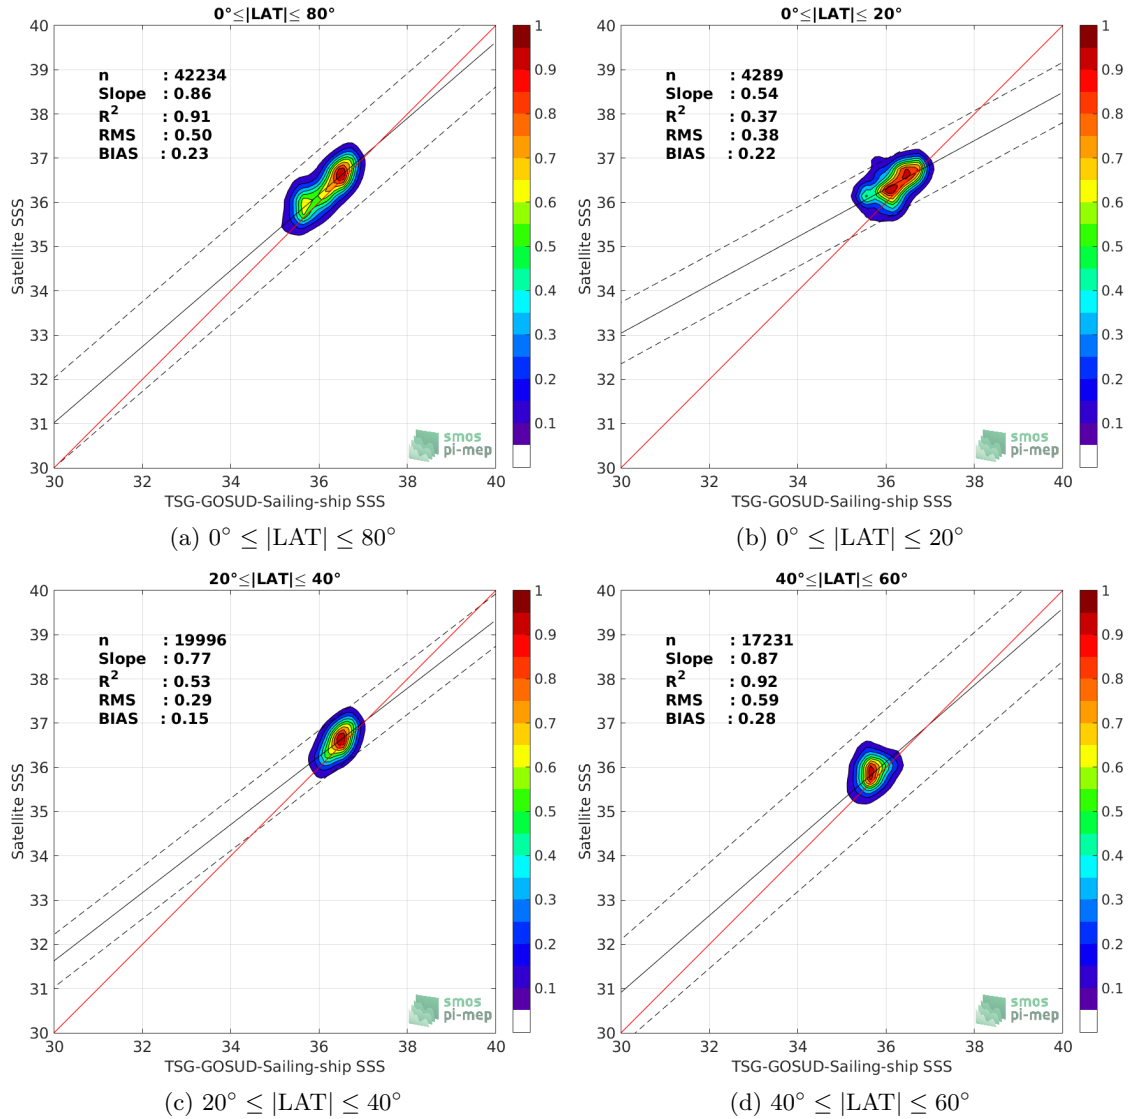 0°≤|LAT|≤ 80°
n : 42234
Slope : 0.86
R² : 0.91
RMS : 0.50
BIAS : 0.23
Satellite SSS
40
39
38
37
36
35
34
33
32
31
30
30 32 34 36 38 40
TSG-GOSUD-Sailing-ship SSS
1
0.9
0.8
0.7
0.6
0.5
0.4
0.3
0.2
0.1
smos
pi-mep
(a) 0° ≤ |LAT| ≤ 80°
0°≤|LAT|≤ 20°
n : 4289
Slope : 0.54
R² : 0.37
RMS : 0.38
BIAS : 0.22
Satellite SSS
40
39
38
37
36
35
34
33
32
31
30
30 32 34 36 38 40
TSG-GOSUD-Sailing-ship SSS
1
0.9
0.8
0.7
0.6
0.5
0.4
0.3
0.2
0.1
smos
pi-mep
(b) 0° ≤ |LAT| ≤ 20°
20°≤|LAT|≤ 40°
n : 19996
Slope : 0.77
R² : 0.53
RMS : 0.29
BIAS : 0.15
Satellite SSS
40
39
38
37
36
35
34
33
32
31
30
30 32 34 36 38 40
TSG-GOSUD-Sailing-ship SSS
1
0.9
0.8
0.7
0.6
0.5
0.4
0.3
0.2
0.1
smos
pi-mep
(c) 20° ≤ |LAT| ≤ 40°
40°≤|LAT|≤ 60°
n : 17231
Slope : 0.87
R² : 0.92
RMS : 0.59
BIAS : 0.28
Satellite SSS
40
39
38
37
36
35
34
33
32
31
30
30 32 34 36 38 40
TSG-GOSUD-Sailing-ship SSS
1
0.9
0.8
0.7
0.6
0.5
0.4
0.3
0.2
0.1
smos
pi-mep
(d) 40° ≤ |LAT| ≤ 60°